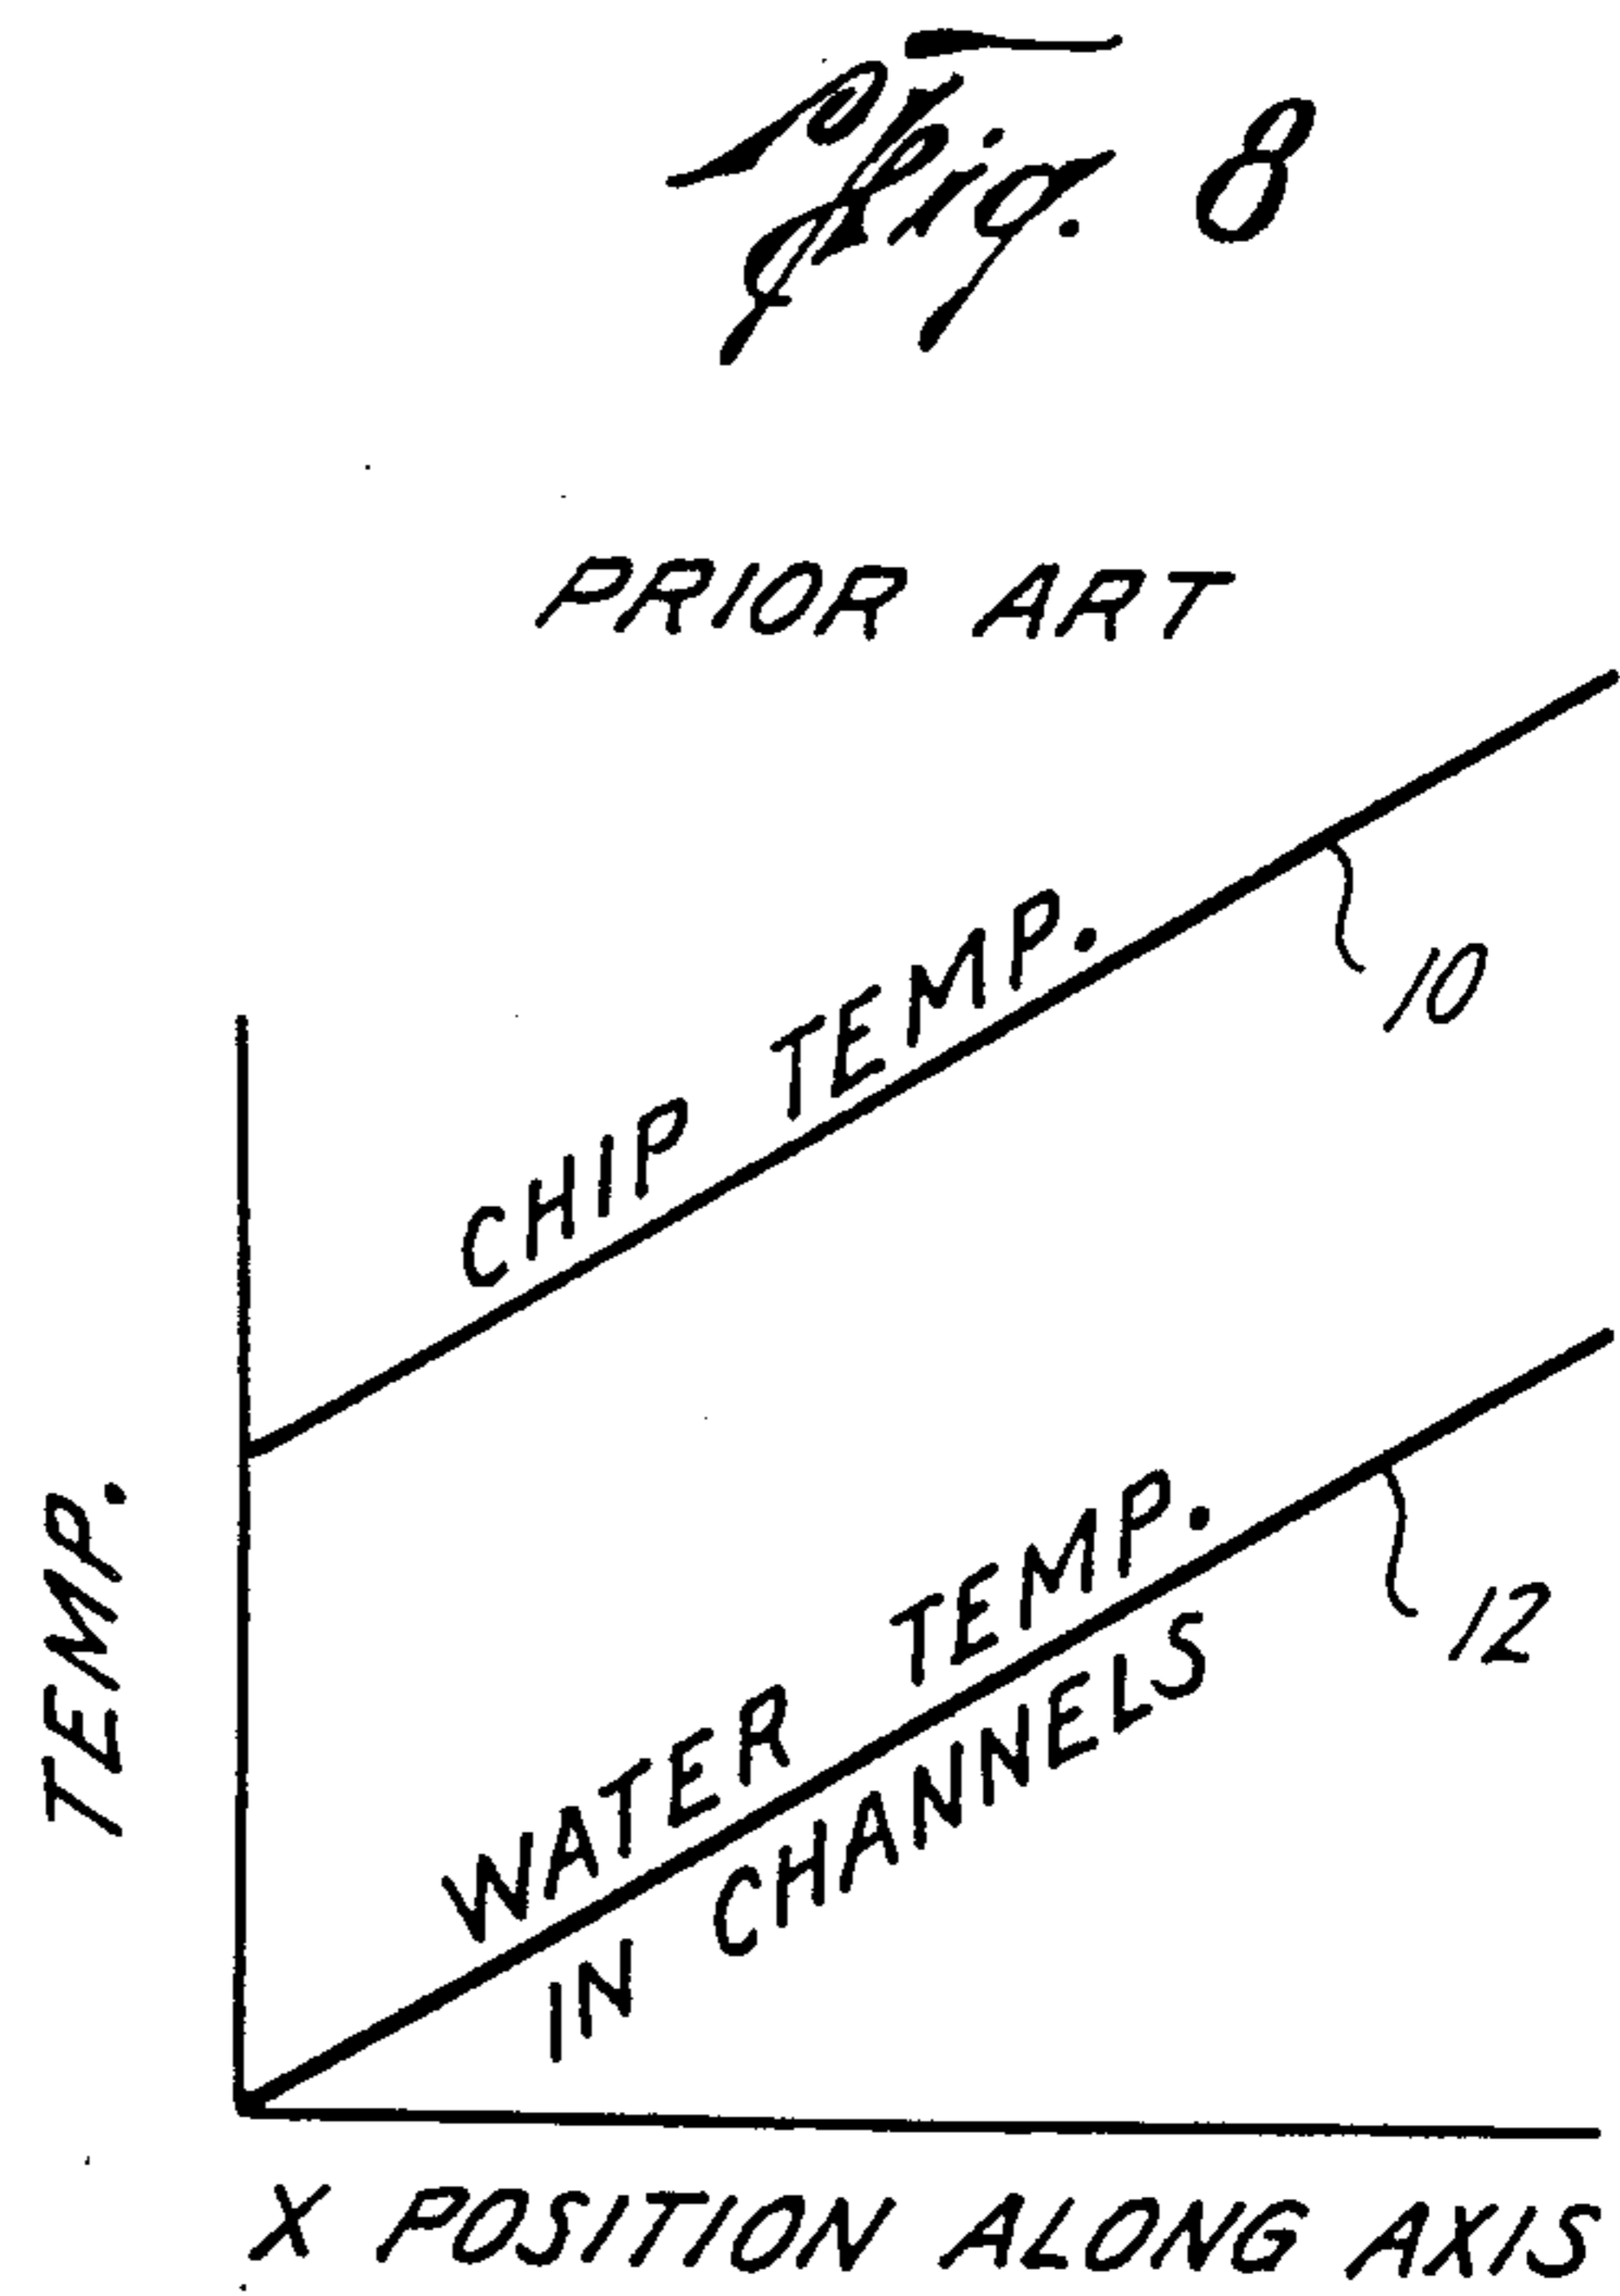 Fig. 8
PRIOR ART
CHIP TEMP.
10
TEMP.
WATER TEMP.
IN CHANNELS
12
X POSITION ALONG AXIS